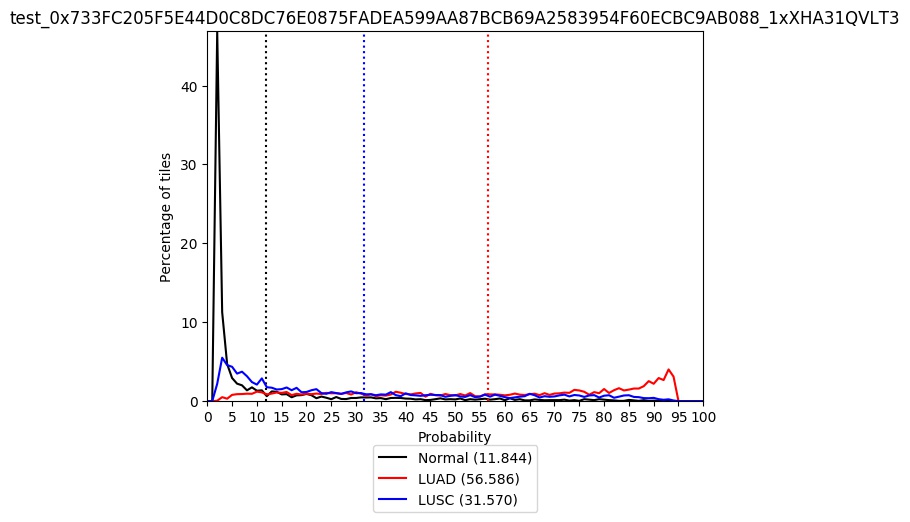 test_0x733FC205F5E44D0C8DC76E0875FADEA599AA87BCB69A2583954F60ECBC9AB088_1xXHA31QVLT3
40
30
20
10
0
0 5 10 15 20 25 30 35 40 45 50 55 60 65 70 75 80 85 90 95 100
Percentage of tiles
Probability
Normal (11.844)
LUAD (56.586)
LUSC (31.570)